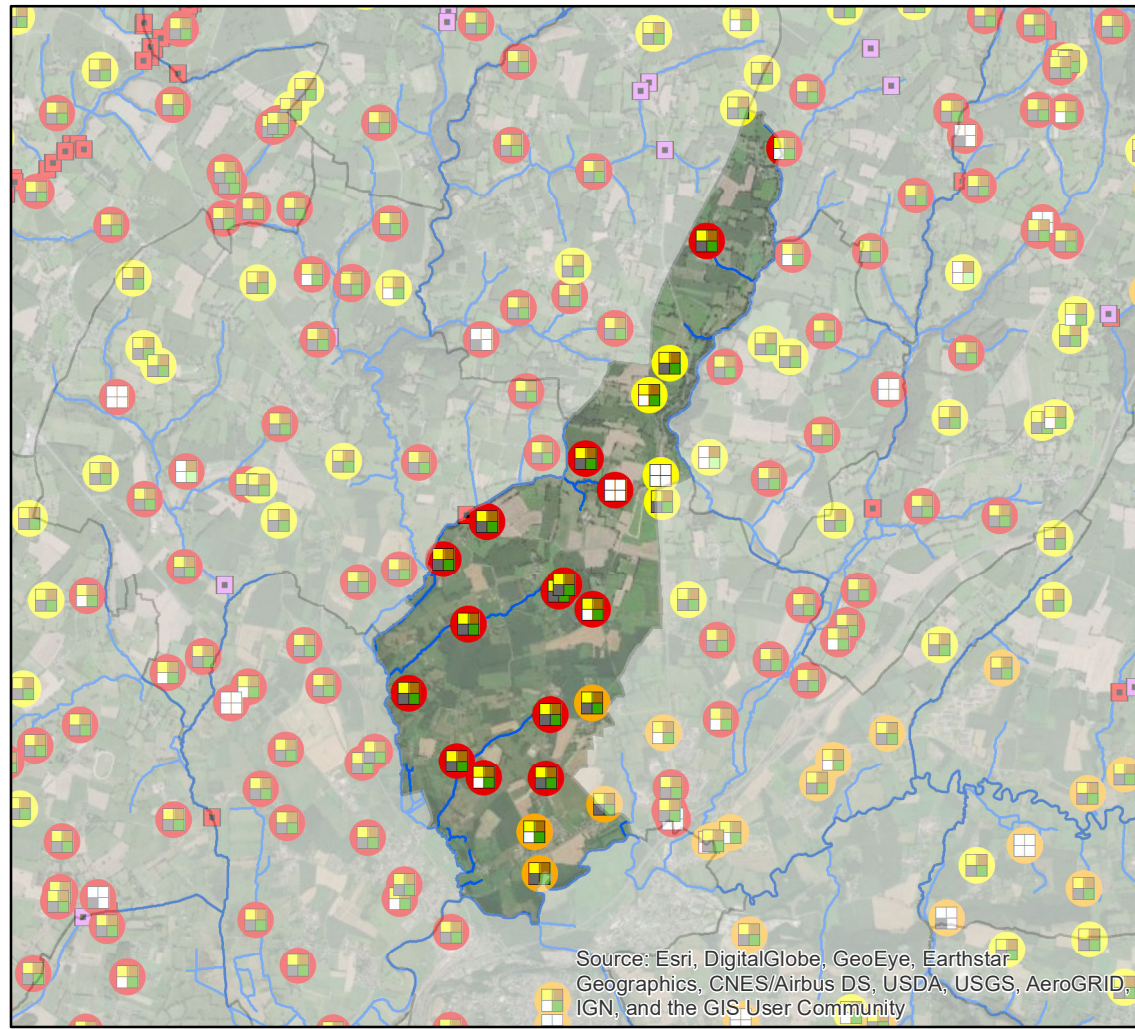 Source: Esri, DigitalGlobe, GeoEye, Earthstar
Geographics, CNES/Airbus DS, USDA, USGS, AeroGRID,
IGN, and the GIS User Community